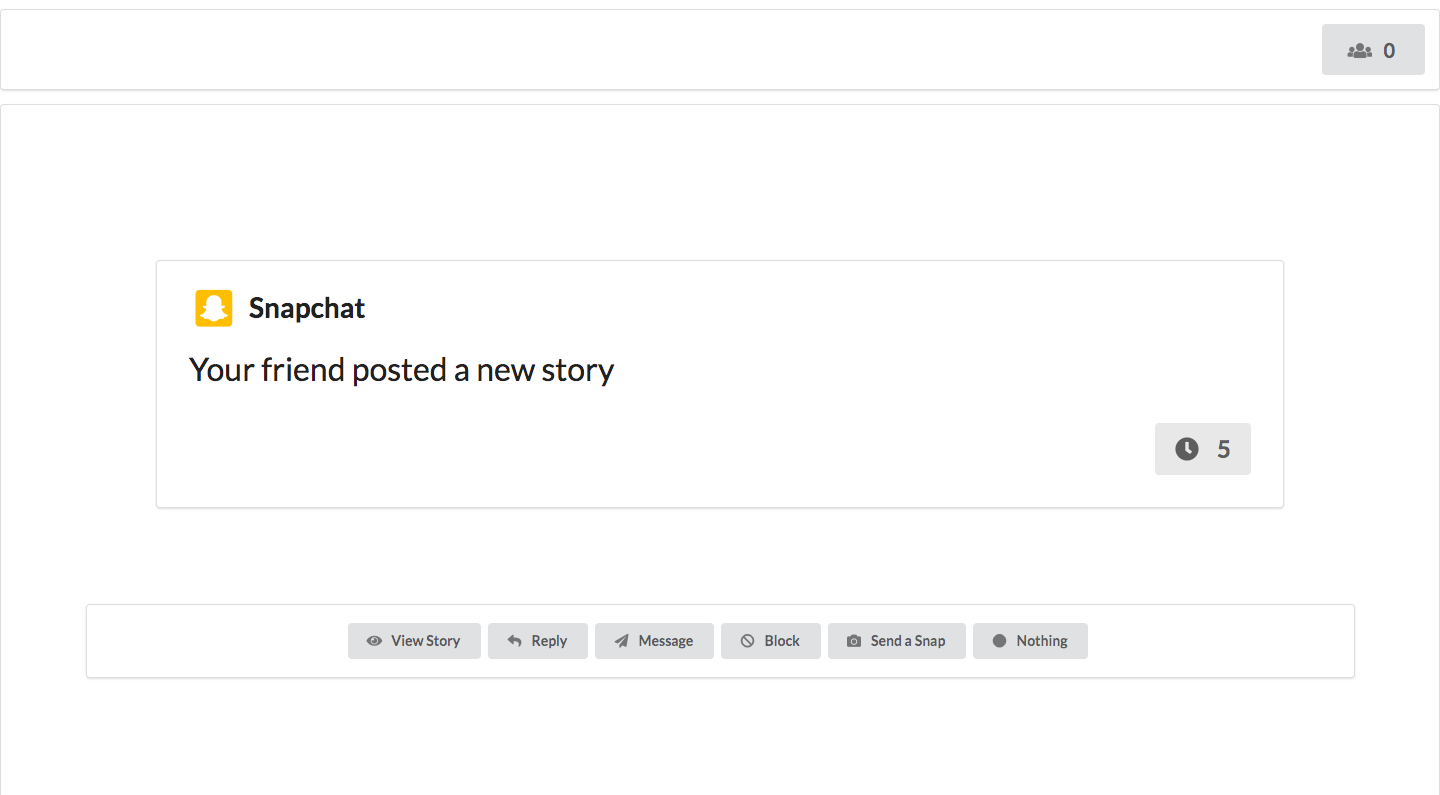 0
Snapchat
Your friend posted a new story
5
View Story Reply Message Block Send a Snap Nothing